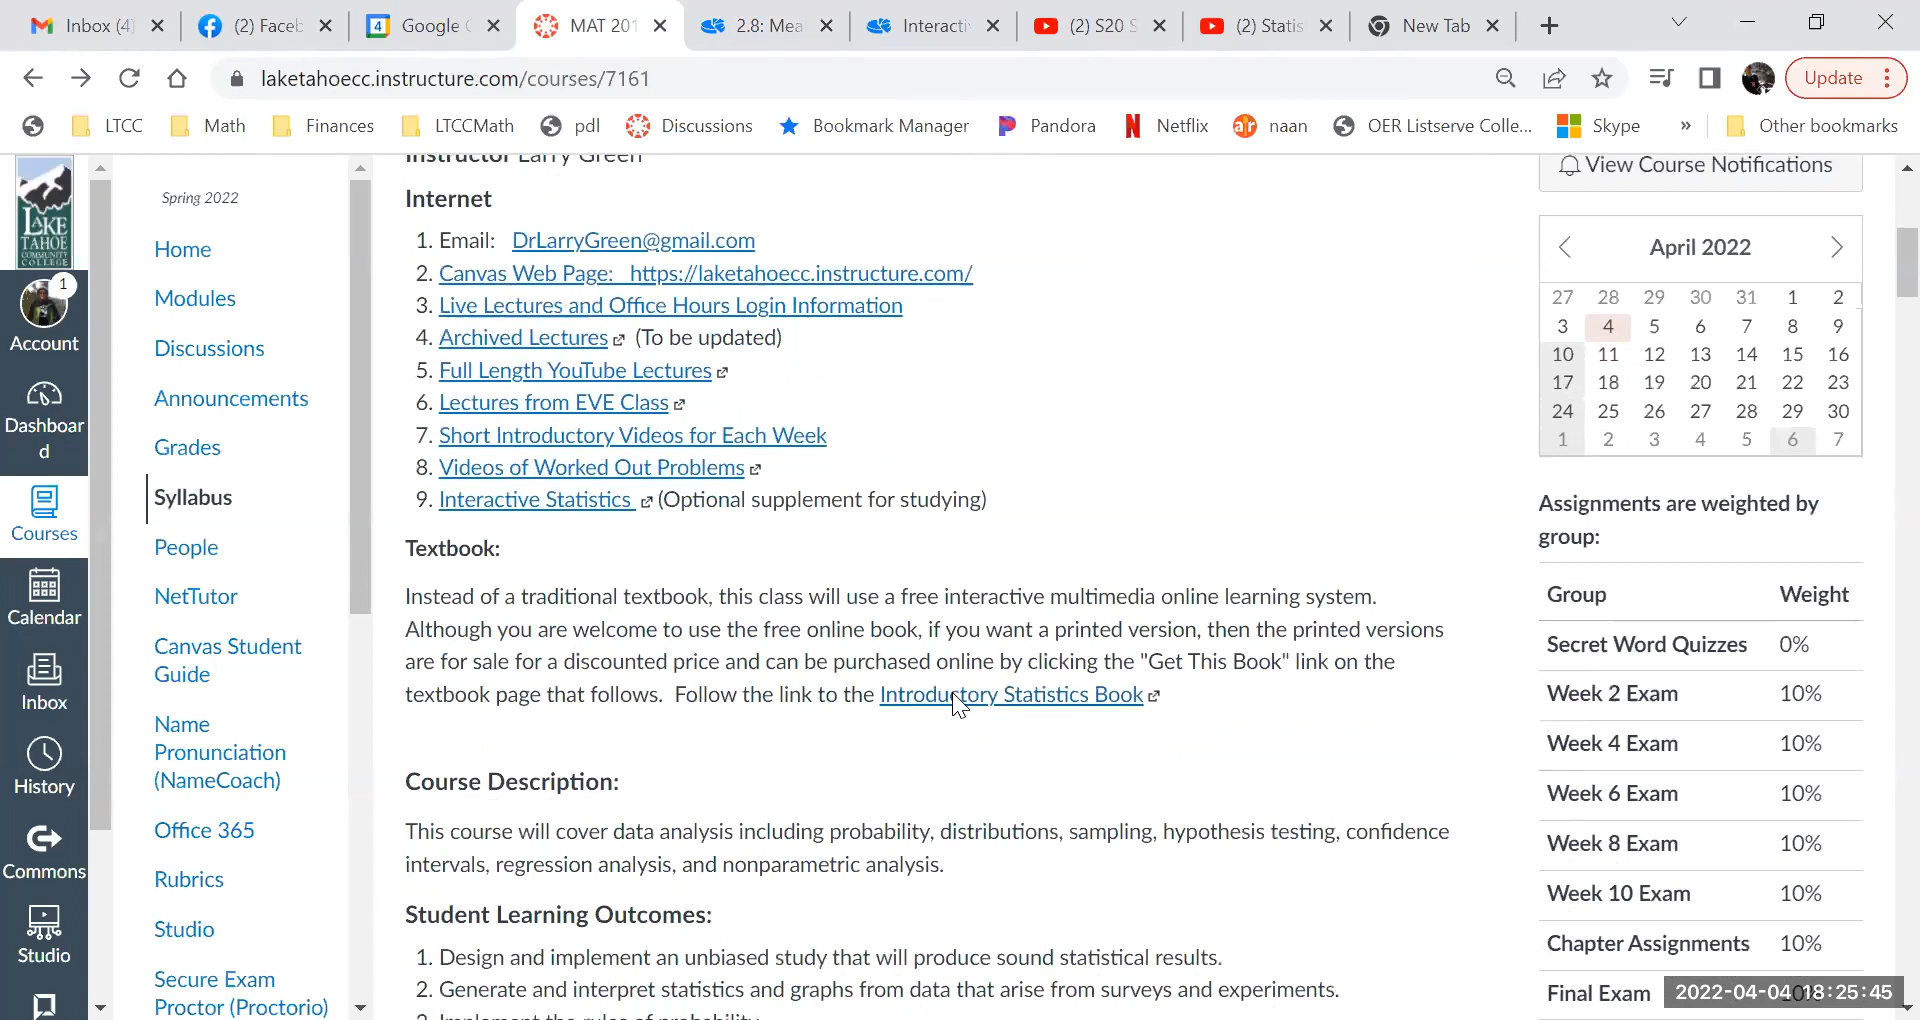 Inbox (4)
(2) Faceb
Google C
MAT 201
2.8: Mea
Interacti
(2) S20 S
(2) Statis
New Tab
laketahoecc.instructure.com/courses/7161
Update
LTCC
Math
Finances
LTCCMath
pdl
Discussions
Bookmark Manager
Pandora
Netflix
naan
OER Listserve Colle...
Skype
»
Other bookmarks
LAKE
TAHOE
COMMUNITY
COLLEGE
1
Account
Dashboar
d
Courses
Calendar
Inbox
History
Commons
Studio
Spring 2022
Home
Modules
Discussions
Announcements
Grades
Syllabus
People
NetTutor
Canvas Student
Guide
Name
Pronunciation
(NameCoach)
Office 365
Rubrics
Studio
Secure Exam
Proctor (Proctorio)
Instructor Larry Green
Internet
1. Email: DrLarryGreen@gmail.com
2. Canvas Web Page: https://laketahoecc.instructure.com/
3. Live Lectures and Office Hours Login Information
4. Archived Lectures (To be updated)
5. Full Length YouTube Lectures
6. Lectures from EVE Class
7. Short Introductory Videos for Each Week
8. Videos of Worked Out Problems
9. Interactive Statistics (Optional supplement for studying)
Textbook:
Instead of a traditional textbook, this class will use a free interactive multimedia online learning system.
Although you are welcome to use the free online book, if you want a printed version, then the printed versions
are for sale for a discounted price and can be purchased online by clicking the "Get This Book" link on the
textbook page that follows. Follow the link to the Introductory Statistics Book
Course Description:
This course will cover data analysis including probability, distributions, sampling, hypothesis testing, confidence
intervals, regression analysis, and nonparametric analysis.
Student Learning Outcomes:
1. Design and implement an unbiased study that will produce sound statistical results.
2. Generate and interpret statistics and graphs from data that arise from surveys and experiments.
View Course Notifications
April 2022
27 28 29 30 31 1 2
3 4 5 6 7 8 9
10 11 12 13 14 15 16
17 18 19 20 21 22 23
24 25 26 27 28 29 30
1 2 3 4 5 6 7
Assignments are weighted by
group:
Group Weight
Secret Word Quizzes 0%
Week 2 Exam 10%
Week 4 Exam 10%
Week 6 Exam 10%
Week 8 Exam 10%
Week 10 Exam 10%
Chapter Assignments 10%
Final Exam
2022-04-04 18:25:45